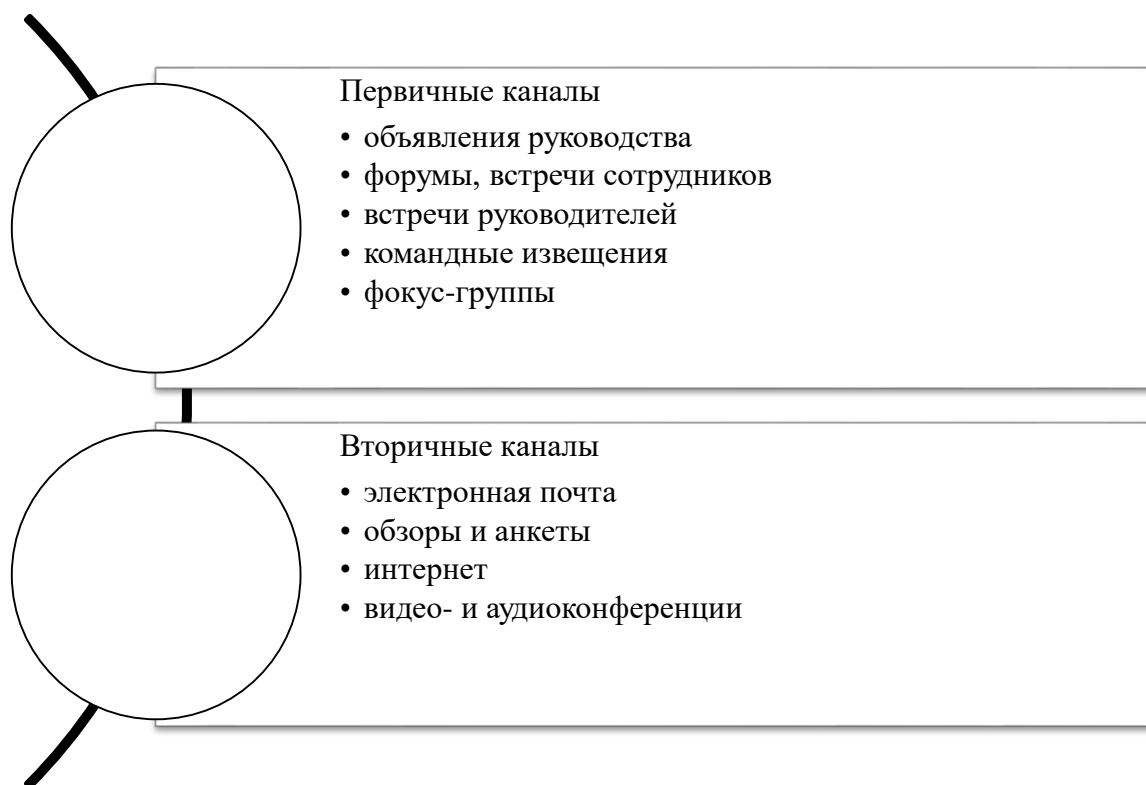 Первичные каналы
• объявления руководства
• форумы, встречи сотрудников
• встречи руководителей
• командные извещения
• фокус-группы
Вторичные каналы
• электронная почта
• обзоры и анкеты
• интернет
• видео- и аудиоконференции